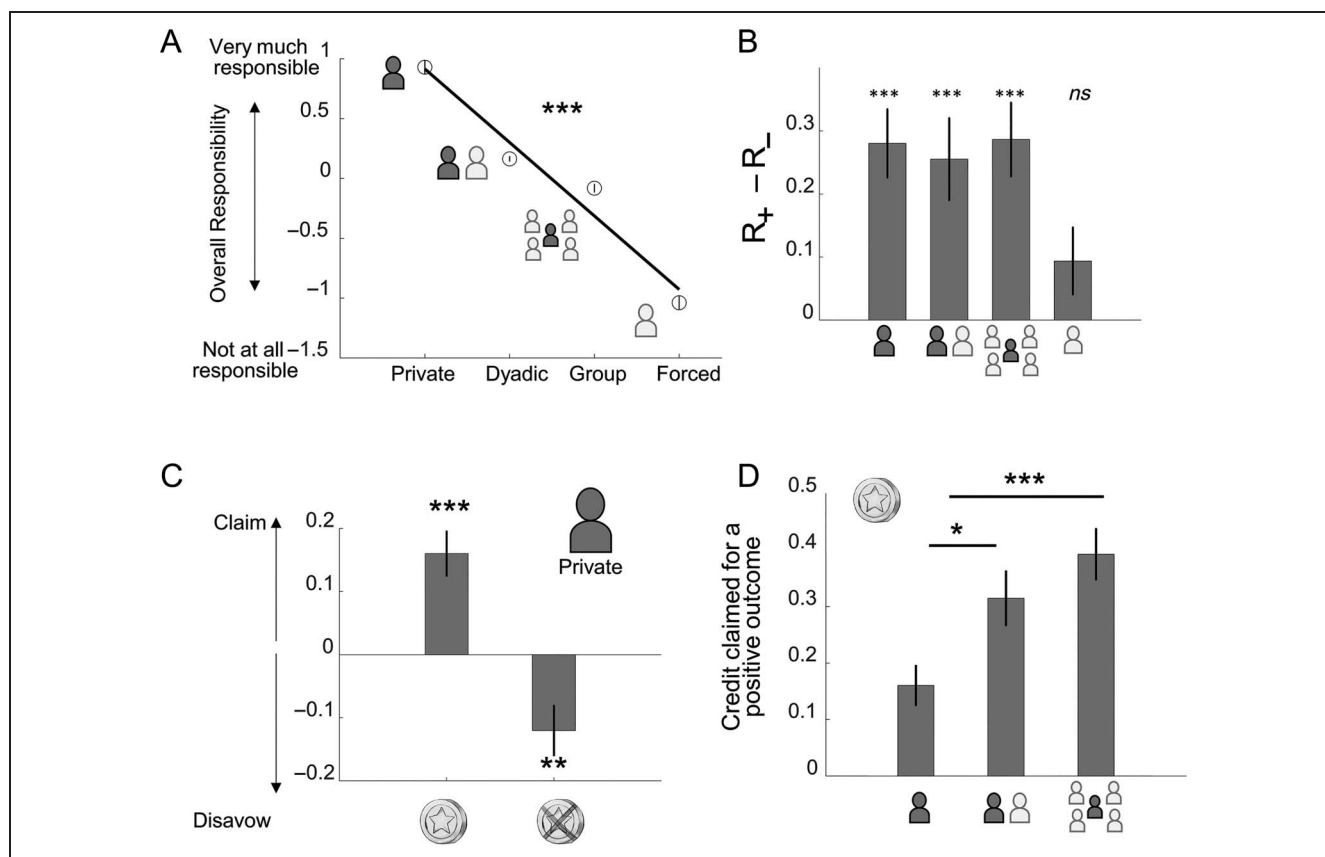 A
Very much
responsible
Overall Responsibility
Not at all
responsible
1
0.5
0
−0.5
−1
−1.5
***
Private Dyadic Group Forced
B
R+ − R−
0.3
0.2
0.1
0
*** *** *** ns
C
Claim
Disavow
0.2
0.1
0
−0.1
−0.2
***
**
Private
D
Credit claimed for a
positive outcome
0.5
0.4
0.3
0.2
0.1
0
***
*